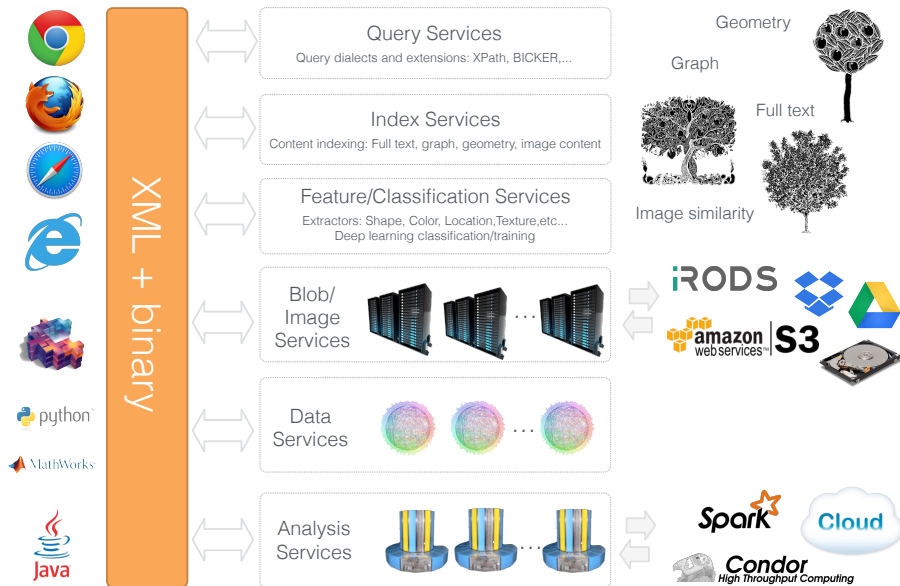 XML + binary
python™
MathWorks®
Java
Query Services
Query dialects and extensions: XPath, BICKER,...
Index Services
Content indexing: Full text, graph, geometry, image content
Feature/Classification Services
Extractors: Shape, Color, Location,Texture,etc...
Deep learning classification/training
Blob/
Image
Services
...
Data
Services
...
Analysis
Services
...
Geometry
Graph
Full text
Image similarity
iRODS
amazon
web services™
S3
Spark
Cloud
Condor
High Throughput Computing